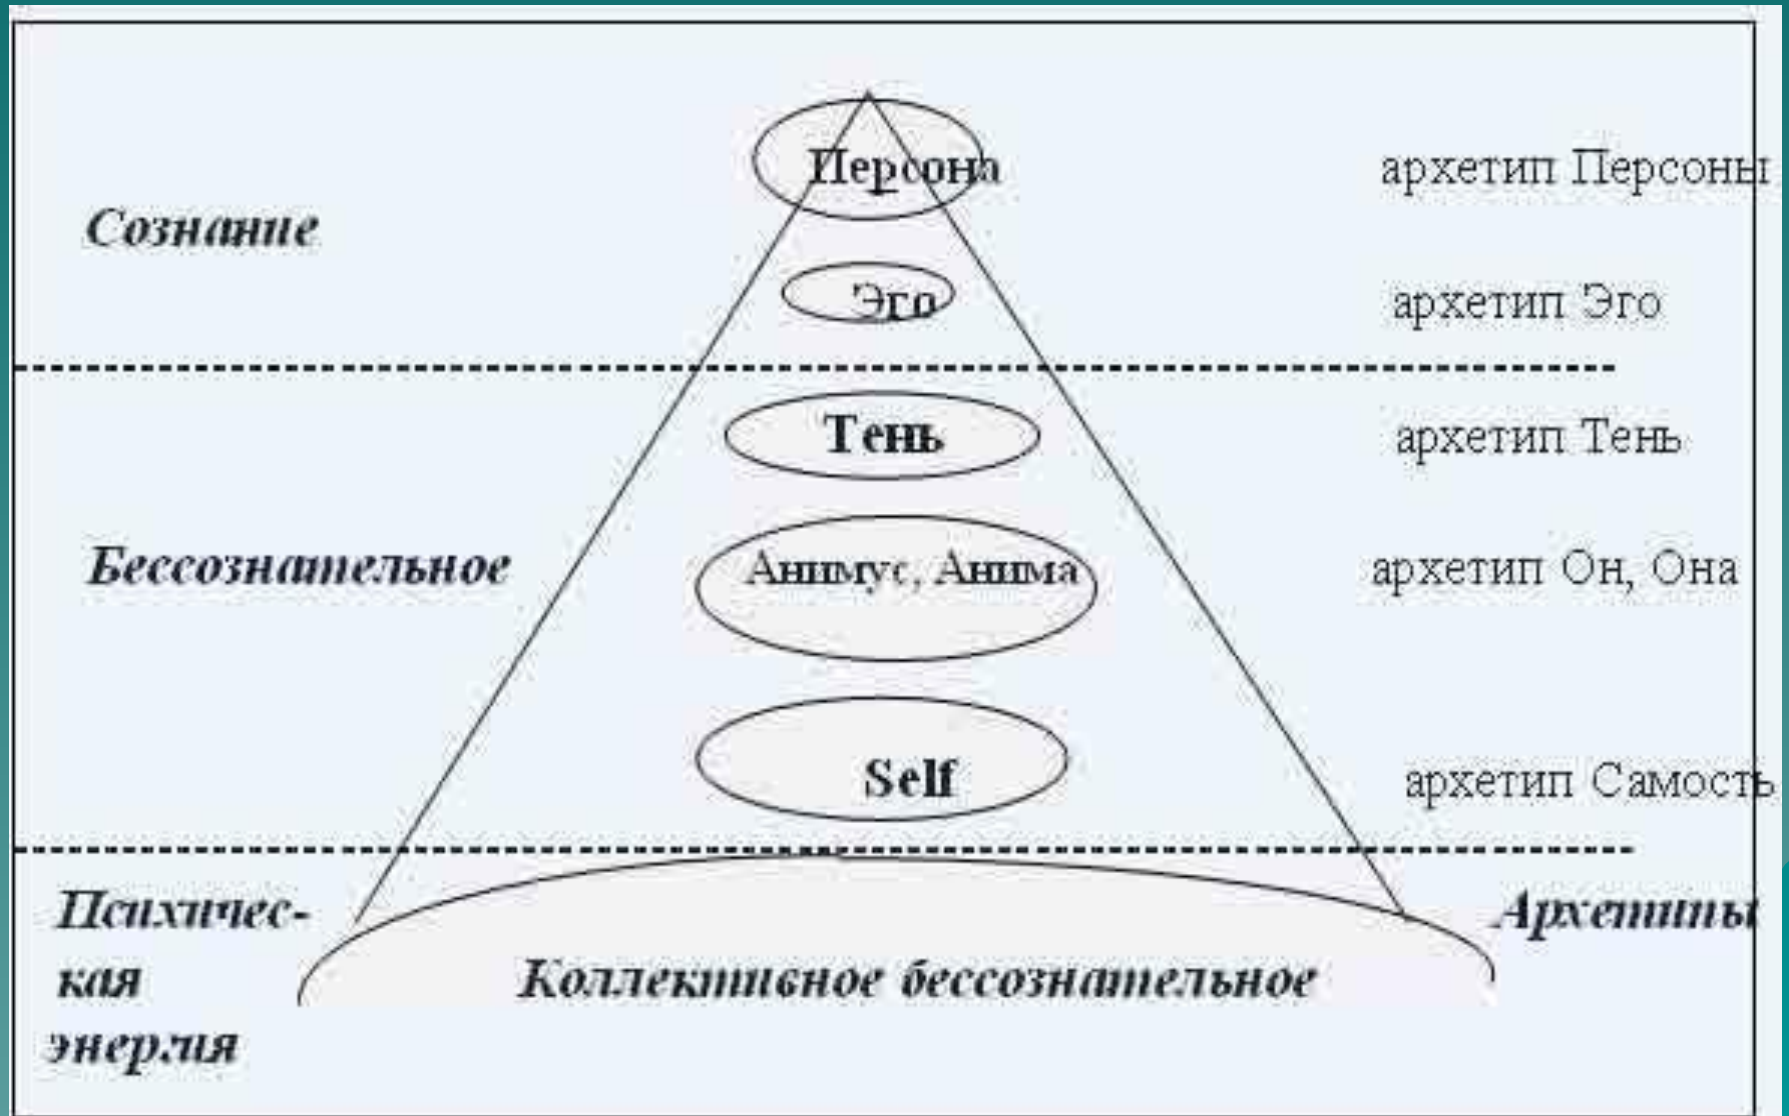 Персона
архетип Персоны
Сознание
Эго
архетип Эго
Тень
архетип Тень
Бессознательное
Анимус, Анима
архетип Он, Она
Self
архетип Самость
Психичес-
кая
энергия
Архетипы
Коллективное бессознательное